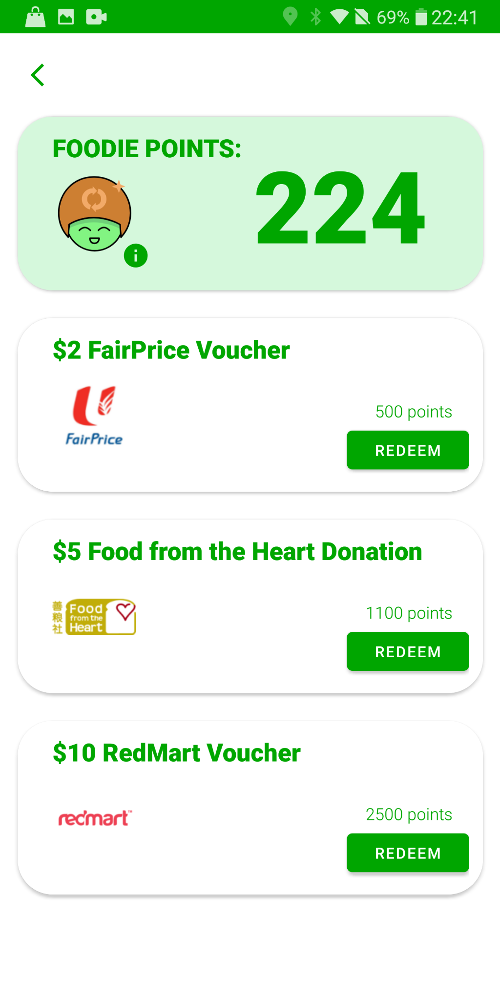 69% 22:41
FOODIE POINTS:
224
i
$2 FairPrice Voucher
FairPrice
500 points
REDEEM
$5 Food from the Heart Donation
善粮社
Food
from the
Heart
1100 points
REDEEM
$10 RedMart Voucher
redmart™
2500 points
REDEEM